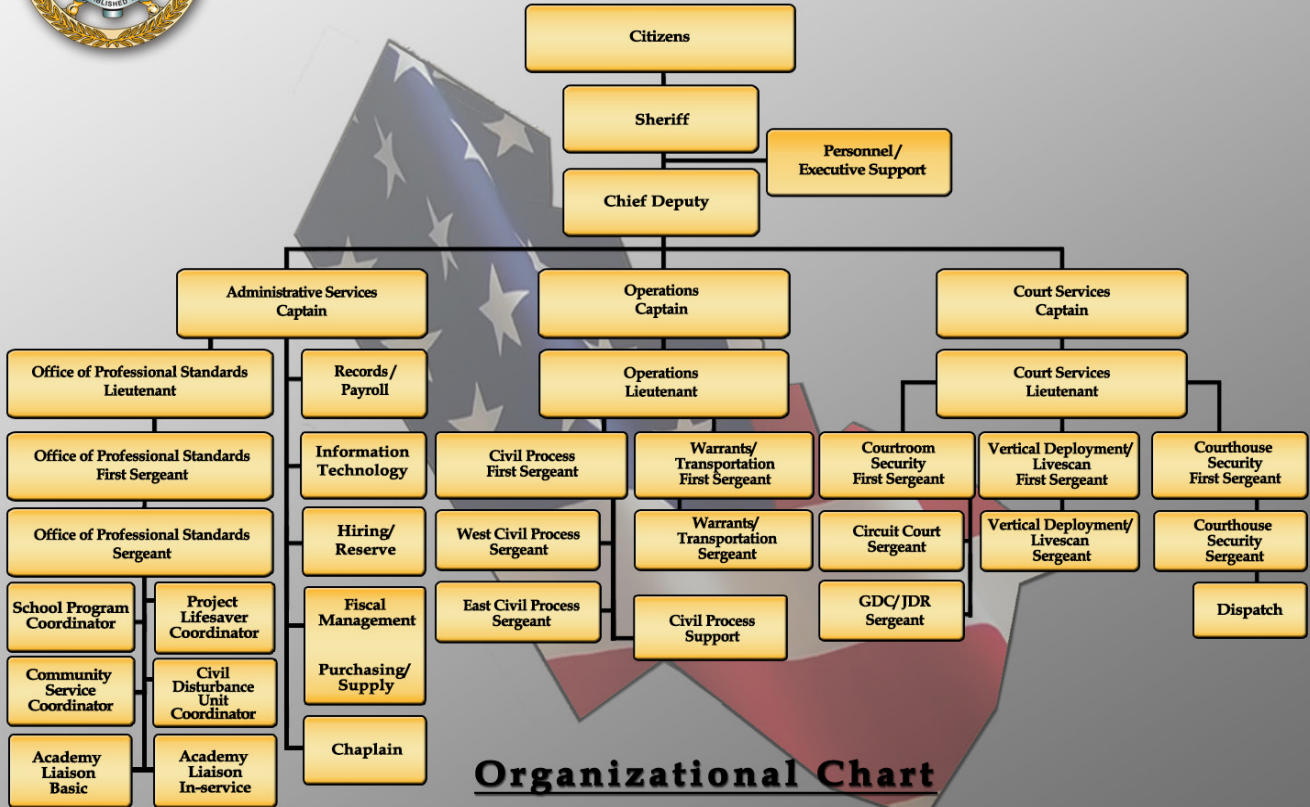 ESTABLISHED
Citizens
Sheriff
Personnel/
Executive Support
Chief Deputy
Administrative Services
Captain
Operations
Captain
Court Services
Captain
Office of Professional Standards
Lieutenant
Records/
Payroll
Operations
Lieutenant
Court Services
Lieutenant
Office of Professional Standards
First Sergeant
Information
Technology
Civil Process
First Sergeant
Warrants/
Transportation
First Sergeant
Courtroom
Security
First Sergeant
Vertical Deployment/
Livescan
First Sergeant
Courthouse
Security
First Sergeant
Office of Professional Standards
Sergeant
Hiring/
Reserve
West Civil Process
Sergeant
Warrants/
Transportation
Sergeant
Circuit Court
Sergeant
Vertical Deployment/
Livescan
Sergeant
Courthouse
Security
Sergeant
School Program
Coordinator
Project
Lifesaver
Coordinator
Fiscal
Management
Purchasing/
Supply
East Civil Process
Sergeant
Civil Process
Support
GDC/JDR
Sergeant
Dispatch
Community
Service
Coordinator
Civil
Disturbance
Unit
Coordinator
Academy
Liaison
Basic
Academy
Liaison
In-service
Chaplain
Organizational Chart